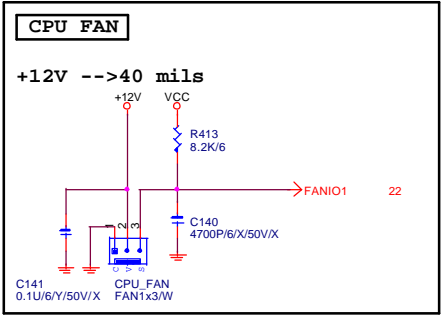 CPU FAN
+12V -->40 mils
+12V VCC
R413
8.2K/6
FANIO1 22
1 2 3
C140
4700P/6/X/50V/X
C V S
C141 CPU_FAN
0.1U/6/Y/50V/X FAN1x3/W